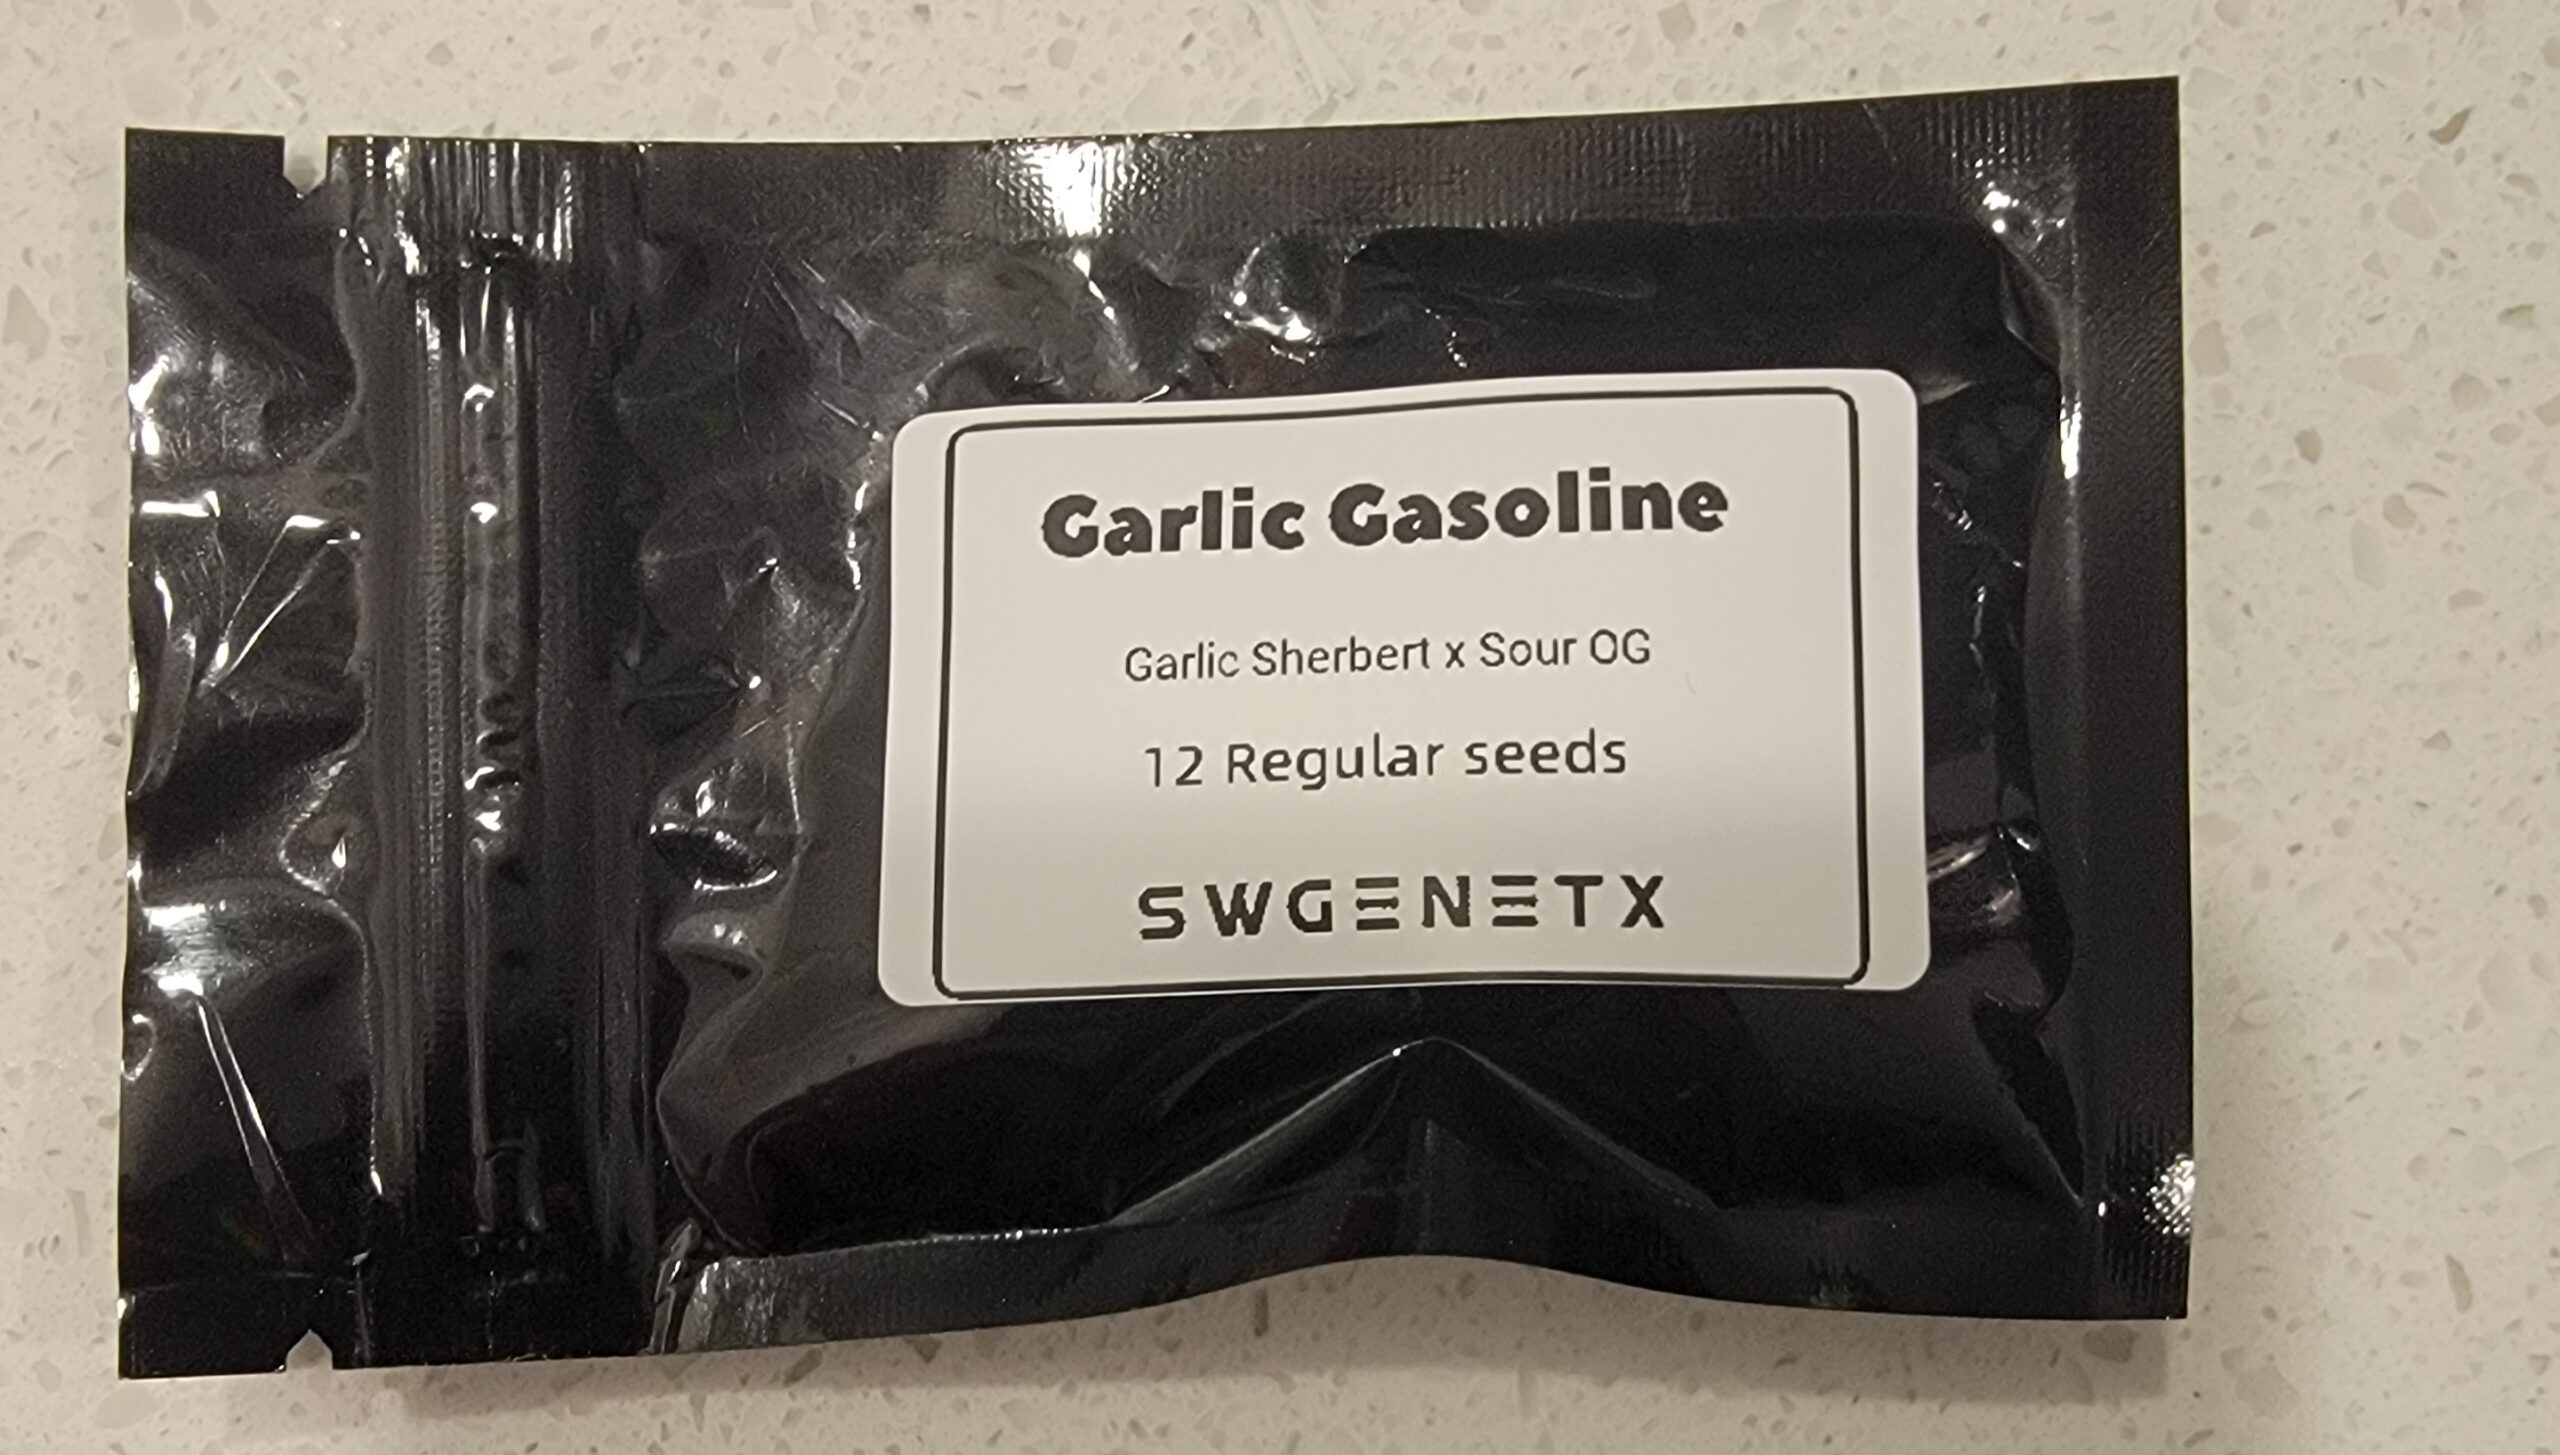 Garlic Gasoline
Garlic Sherbert x Sour OG
12 Regular seeds
SWGENETX